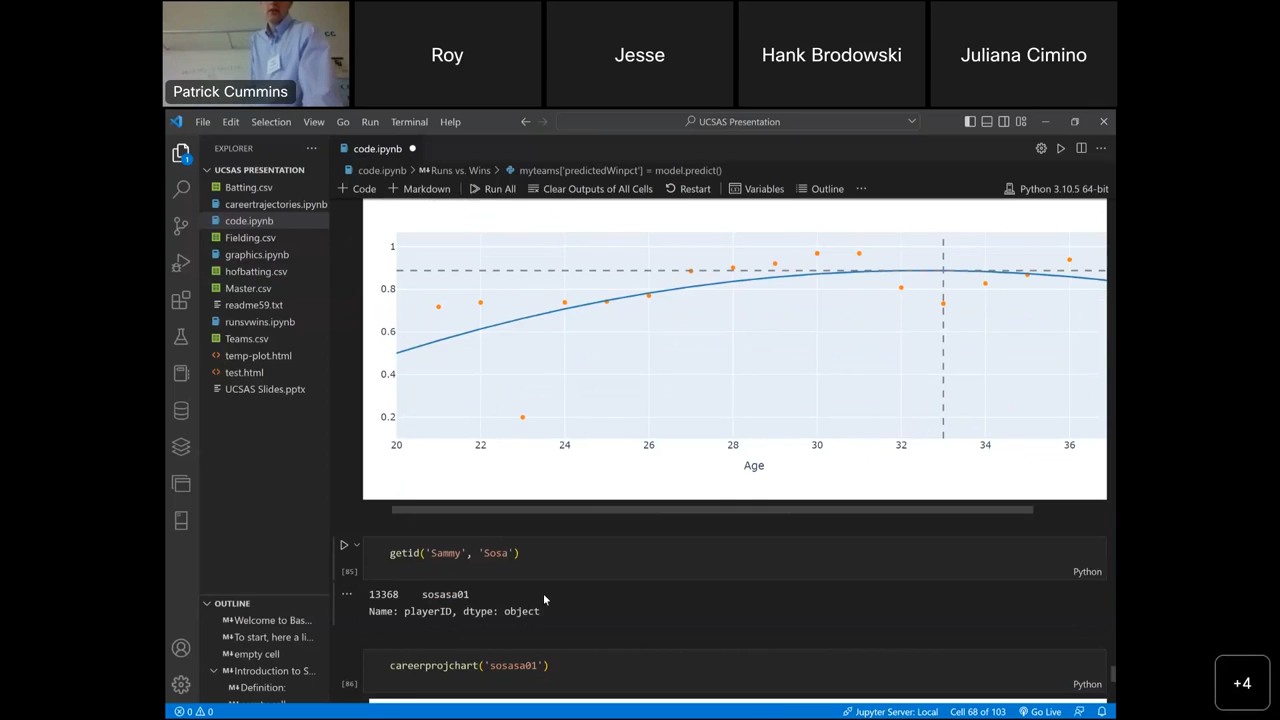 Patrick Cummins
Roy
Jesse
Hank Brodowski
Juliana Cimino
File Edit Selection View Go Run Terminal Help
UCSAS Presentation
EXPLORER
code.ipynb
UCSAS PRESENTATION
Batting.csv
careertrajectories.ipynb
code.ipynb
Fielding.csv
graphics.ipynb
hofbatting.csv
Master.csv
readme59.txt
runsvwins.ipynb
Teams.csv
temp-plot.html
test.html
UCSAS Slides.pptx
1
code.ipynb > M↓Runs vs. Wins > myteams['predictedWinpct'] = model.predict()
+ Code + Markdown Run All Clear Outputs of All Cells Restart Variables Outline ... Python 3.10.5 64-bit
1
0.8
0.6
0.4
0.2
20 22 24 26 28 30 32 34 36
Age
getid('Sammy', 'Sosa')
[85]
Python
13368 sosasa01
Name: playerID, dtype: object
careerprojchart('sosasa01')
[86]
Python
OUTLINE
M↓Welcome to Bas...
M↓To start, here a li...
M↓empty cell
M↓Introduction to S...
M↓Definition:
0 0
Jupyter Server: Local Cell 68 of 103 Go Live
+4